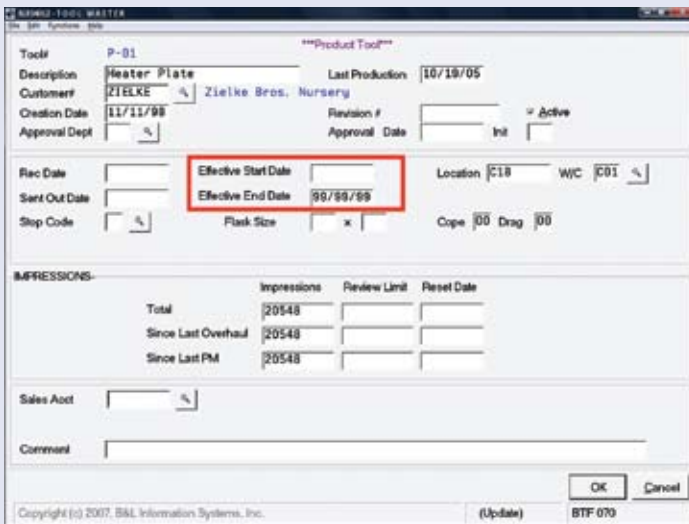 TOOL MASTER
File Edit Functions Help
***Product Tool***
Tool# P-01
Description Heater Plate Last Production 10/19/05
Customer# ZIELKE Zielke Bros. Nursery
Creation Date 11/11/98 Revision # Active
Approval Dept Approval Date Init
Rec Date Effective Start Date Location C18 W/C C01
Sent Out Date Effective End Date 99/99/99
Stop Code Flask Size x Cope 00 Drag 00
IMPRESSIONS-
Impressions Review Limit Reset Date
Total 20548
Since Last Overhaul 20548
Since Last PM 20548
Sales Acct
Comment
OK Cancel
Copyright (c) 2007, B&L Information Systems, Inc. (Update) BTF 070